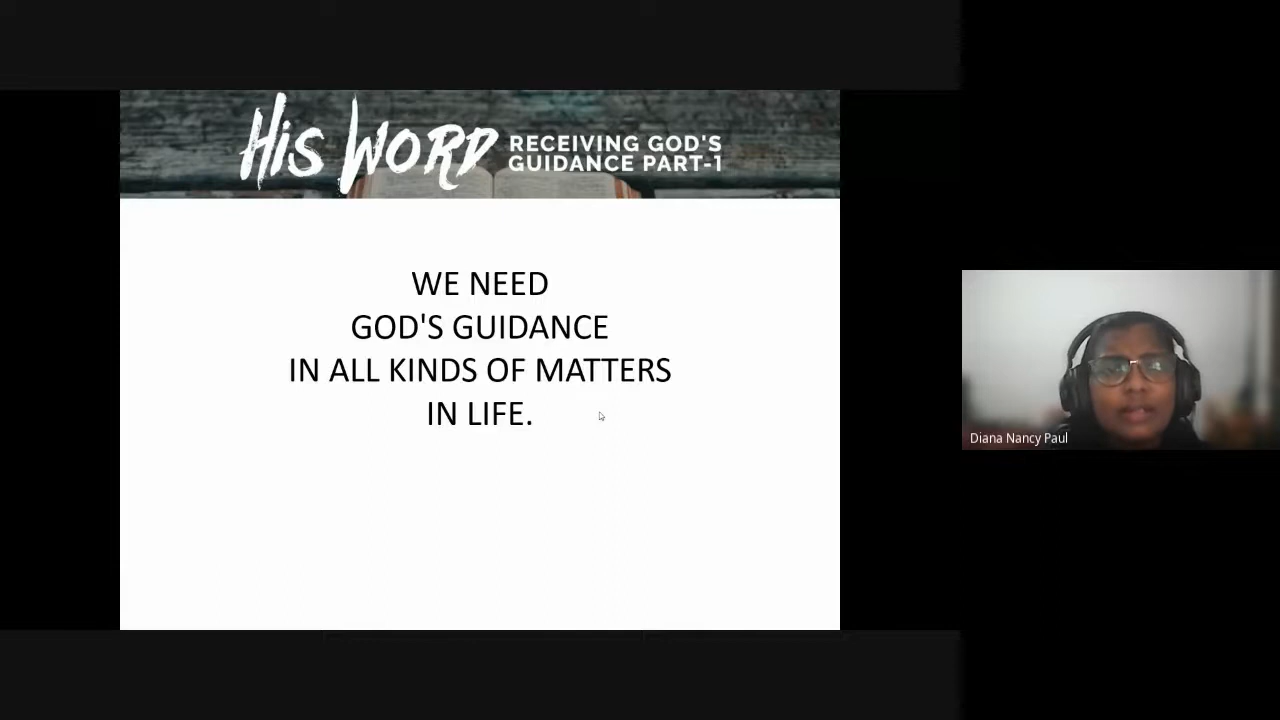 His Word
RECEIVING GOD'S
GUIDANCE PART-1
WE NEED
GOD'S GUIDANCE
IN ALL KINDS OF MATTERS
IN LIFE.
Diana Nancy Paul